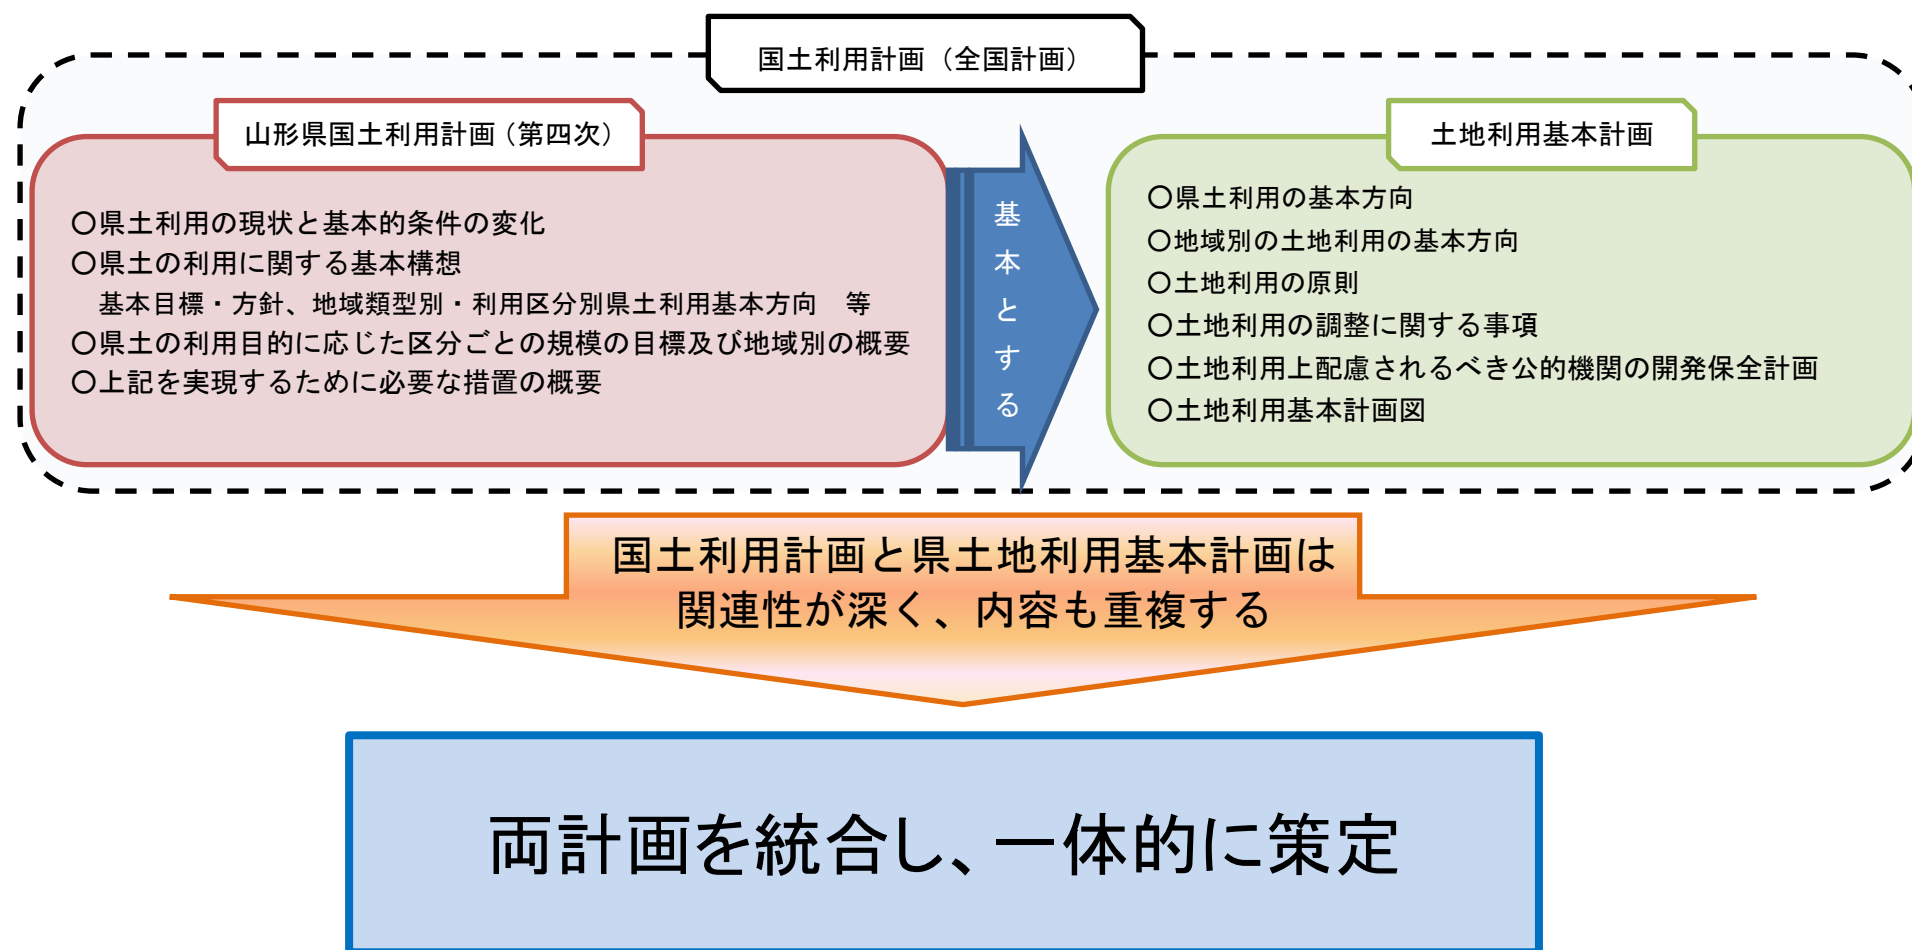 国土利用計画（全国計画）
山形県国土利用計画（第四次）
〇県土利用の現状と基本的条件の変化
〇県土の利用に関する基本構想
基本目標・方針、地域類型別・利用区分別県土利用基本方向　等
〇県土の利用目的に応じた区分ごとの規模の目標及び地域別の概要
〇上記を実現するために必要な措置の概要
基本とする
土地利用基本計画
〇県土利用の基本方向
〇地域別の土地利用の基本方向
〇土地利用の原則
〇土地利用の調整に関する事項
〇土地利用上配慮されるべき公的機関の開発保全計画
〇土地利用基本計画図
国土利用計画と県土地利用基本計画は
関連性が深く、内容も重複する
両計画を統合し、一体的に策定